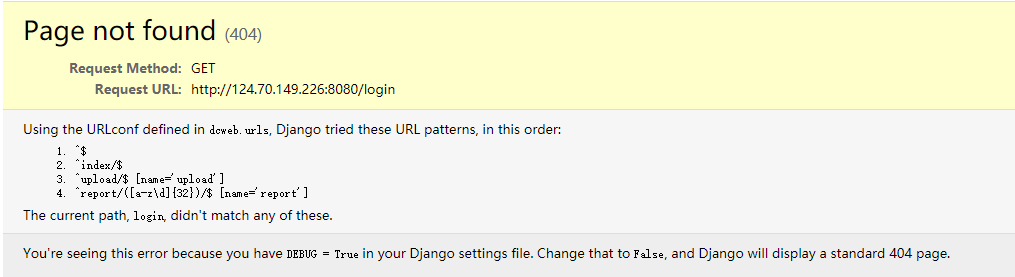 Page not found (404)
Request Method: GET
Request URL: http://124.70.149.226:8080/login
Using the URLconf defined in dcweb.urls, Django tried these URL patterns, in this order:
1. ^$
2. ^index/$
3. ^upload/$ [name='upload']
4. ^report/([a-z\d]{32})/$ [name='report']
The current path, login, didn't match any of these.
You're seeing this error because you have DEBUG = True in your Django settings file. Change that to False, and Django will display a standard 404 page.